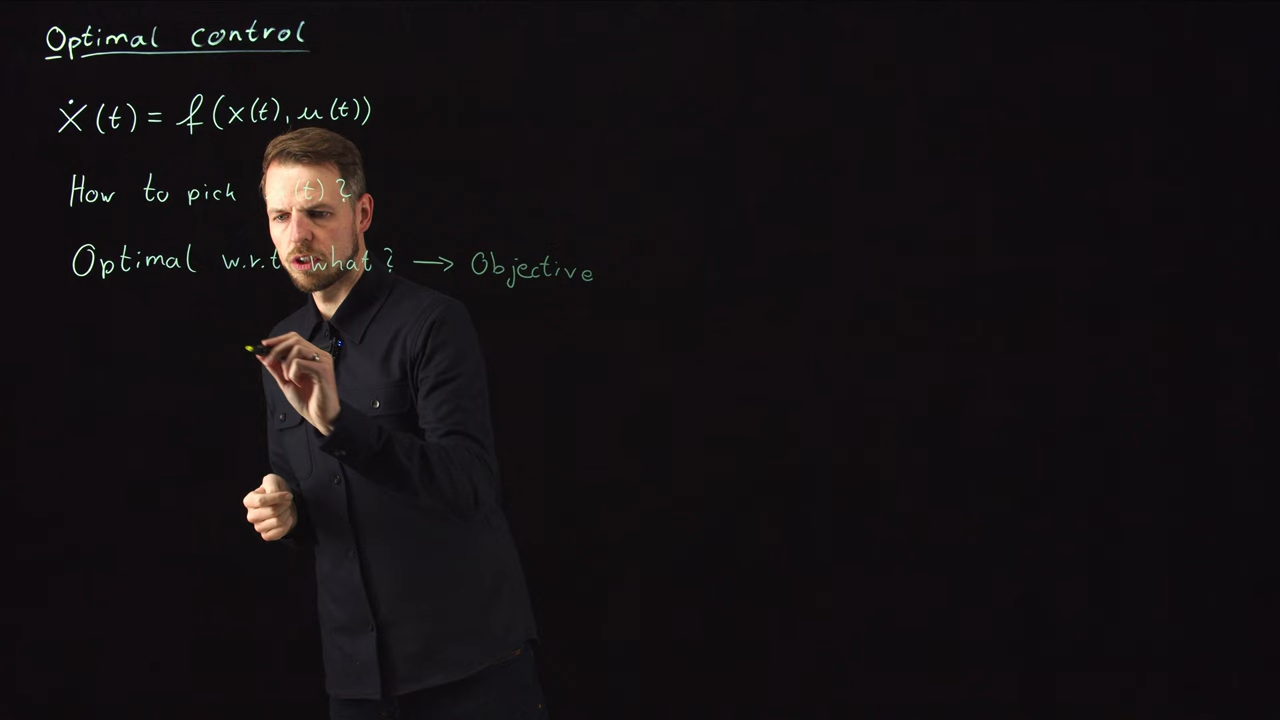 Optimal control
ẋ(t) = f(x(t), u(t))
How to pick (t)?
Optimal w.r.t what? → Objective